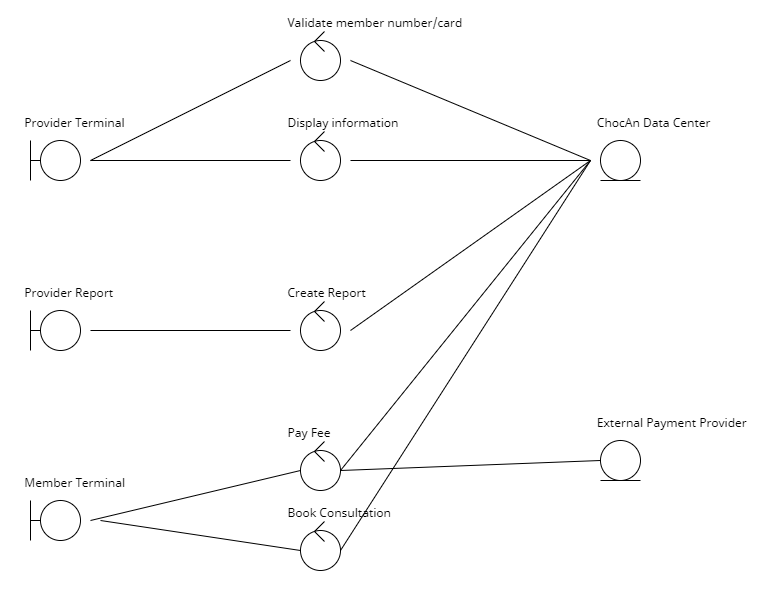 Validate member number/card
Provider Terminal
Display information
ChocAn Data Center
Provider Report
Create Report
Pay Fee
External Payment Provider
Member Terminal
Book Consultation